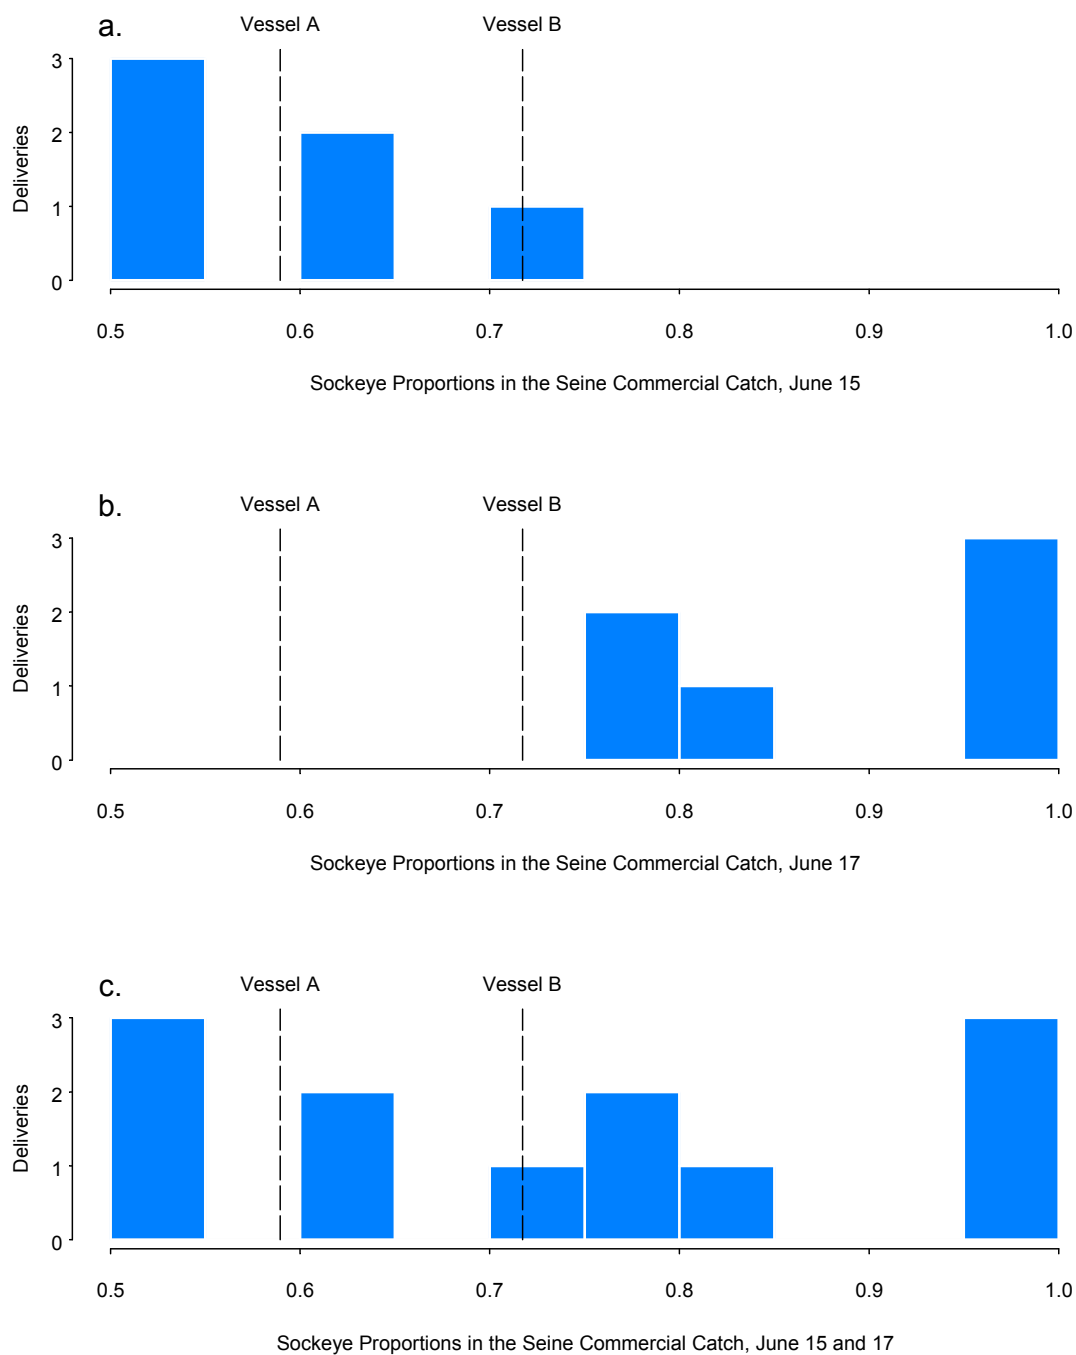 a.
Vessel A Vessel B
3
2
1
0
Deliveries
0.5 0.6 0.7 0.8 0.9 1.0
Sockeye Proportions in the Seine Commercial Catch, June 15
b.
Vessel A Vessel B
3
2
1
0
Deliveries
0.5 0.6 0.7 0.8 0.9 1.0
Sockeye Proportions in the Seine Commercial Catch, June 17
c.
Vessel A Vessel B
3
2
1
0
Deliveries
0.5 0.6 0.7 0.8 0.9 1.0
Sockeye Proportions in the Seine Commercial Catch, June 15 and 17